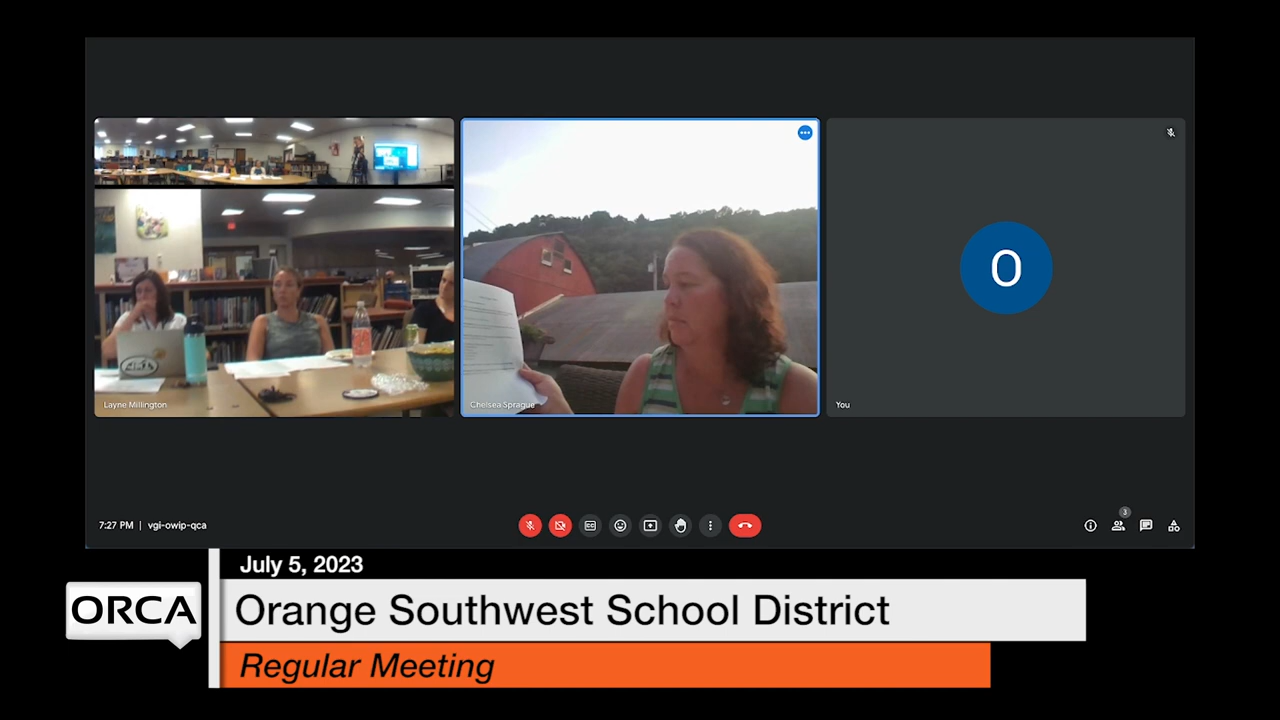 Layne Millington
Chelsea Sprague
O
You
7:27 PM | vgi-owip-qca
3
July 5, 2023
ORCA
Orange Southwest School District
Regular Meeting